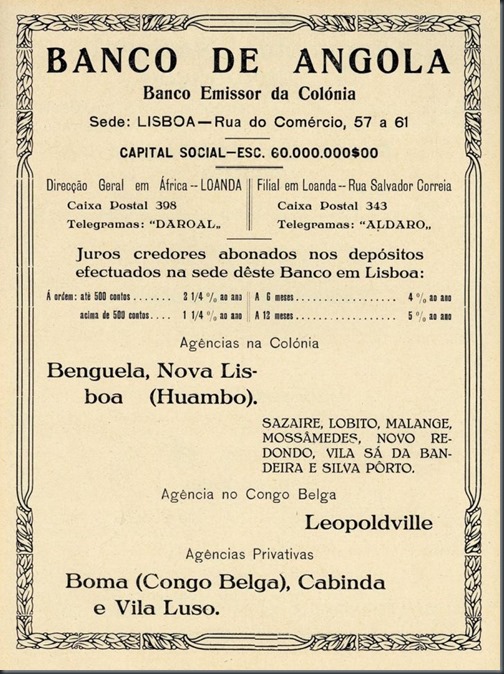 BANCO DE ANGOLA
Banco Emissor da Colónia
Sede: LISBOA—Rua do Comércio, 57 a 61
CAPITAL SOCIAL—ESC. 60.000.000$00
Direcção Geral em África -- LOANDA
Caixa Postal 398
Telegramas: "DAROAL„
Filial em Loanda -- Rua Salvador Correia
Caixa Postal 343
Telegramas: "ALDARO„
Juros credores abonados nos depósitos
efectuados na sede dêste Banco em Lisboa:
Á ordem: até 500 contos ....... 2 1/4 % ao ano
acima de 500 contos.... 1 1/4 % ao ano
A 6 meses.................... 4 % ao ano
A 12 meses.................... 5 % ao ano
Agências na Colónia
Benguela, Nova Lis-
boa (Huambo).
SAZAIRE, LOBITO, MALANGE,
MOSSÂMEDES, NOVO RE-
DONDO, VILA SÁ DA BAN-
DEIRA E SILVA PÔRTO.
Agência no Congo Belga
Leopoldville
Agências Privativas
Boma (Congo Belga), Cabinda
e Vila Luso.